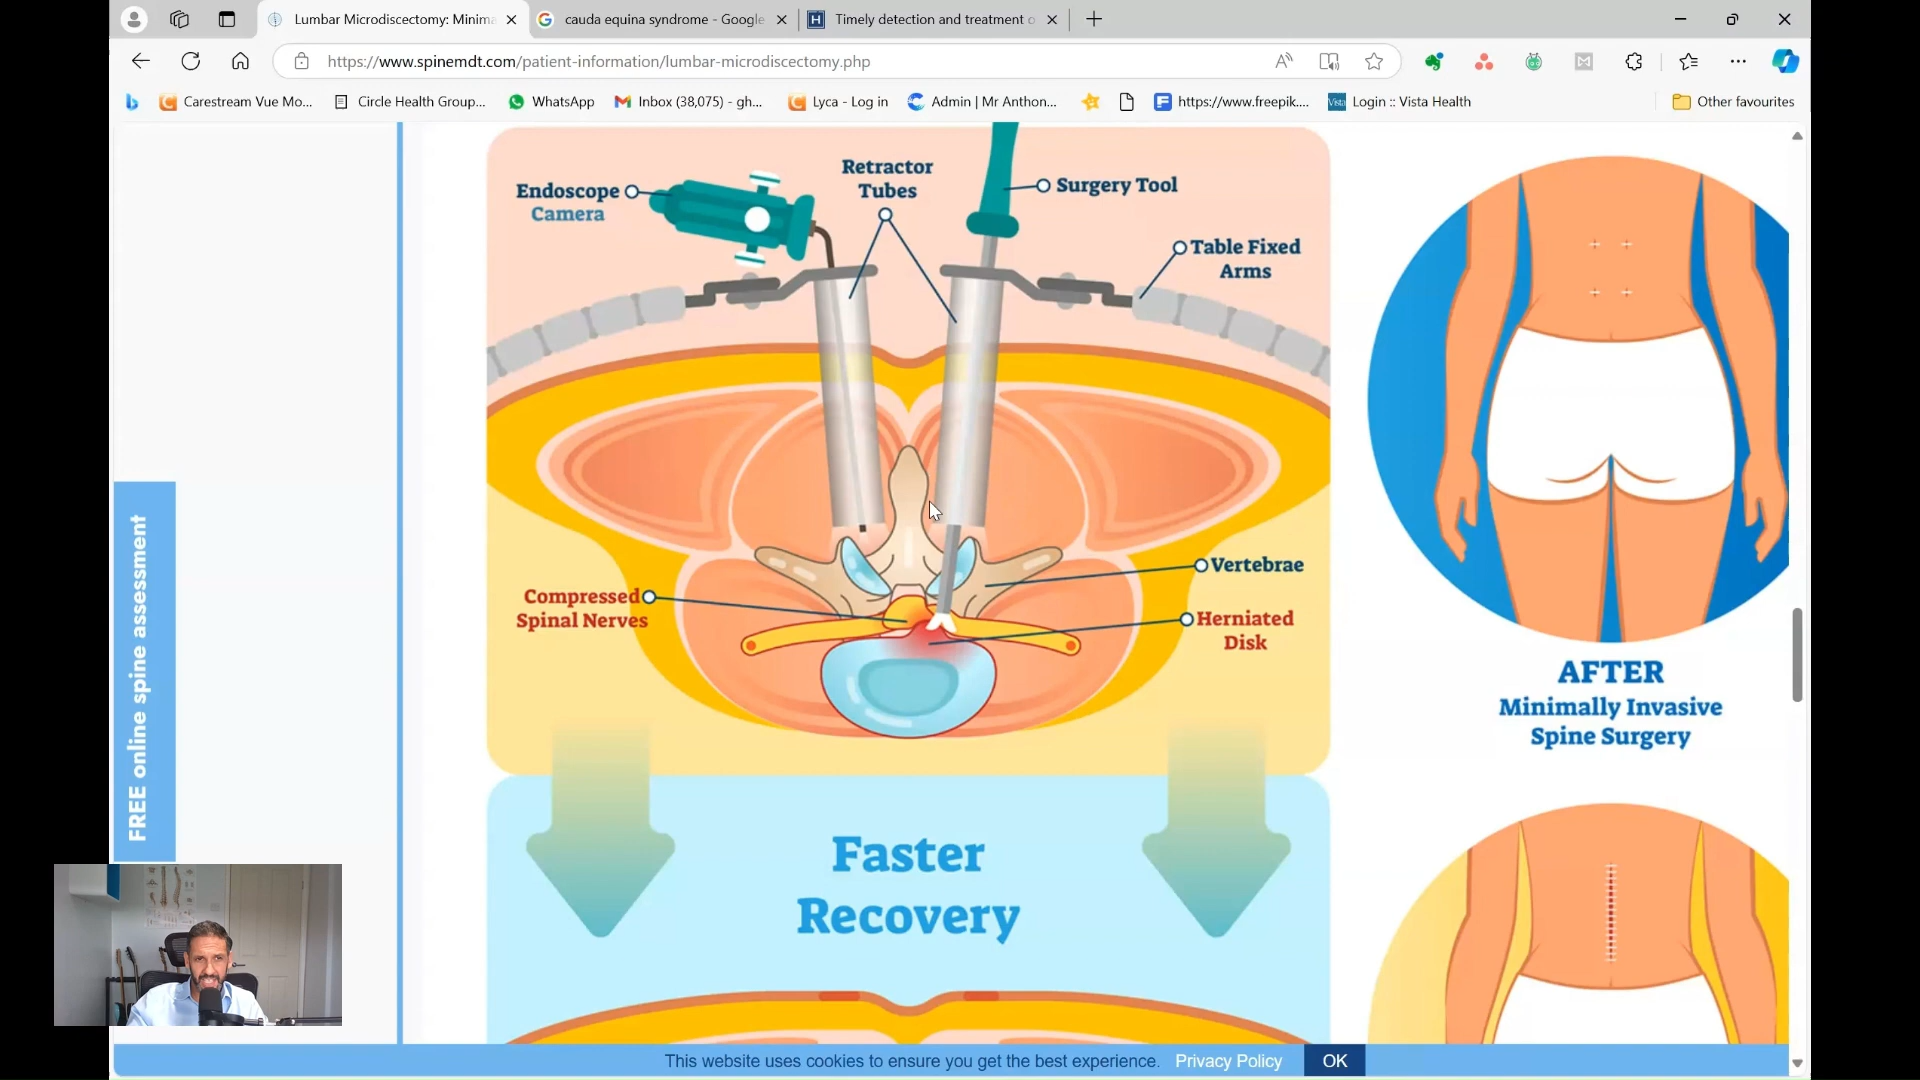 Lumbar Microdiscectomy: Minima
cauda equina syndrome - Google
Timely detection and treatment o
https://www.spinemdt.com/patient-information/lumbar-microdiscectomy.php
Carestream Vue Mo...
Circle Health Group...
WhatsApp
Inbox (38,075) - gh...
Lyca - Log in
Admin | Mr Anthon...
https://www.freepik....
Vista
Login :: Vista Health
Other favourites
Endoscope
Camera
Retractor
Tubes
Surgery Tool
Table Fixed
Arms
Compressed
Spinal Nerves
Vertebrae
Herniated
Disk
AFTER
Minimally Invasive
Spine Surgery
Faster
Recovery
FREE online spine assessment
This website uses cookies to ensure you get the best experience. Privacy Policy OK